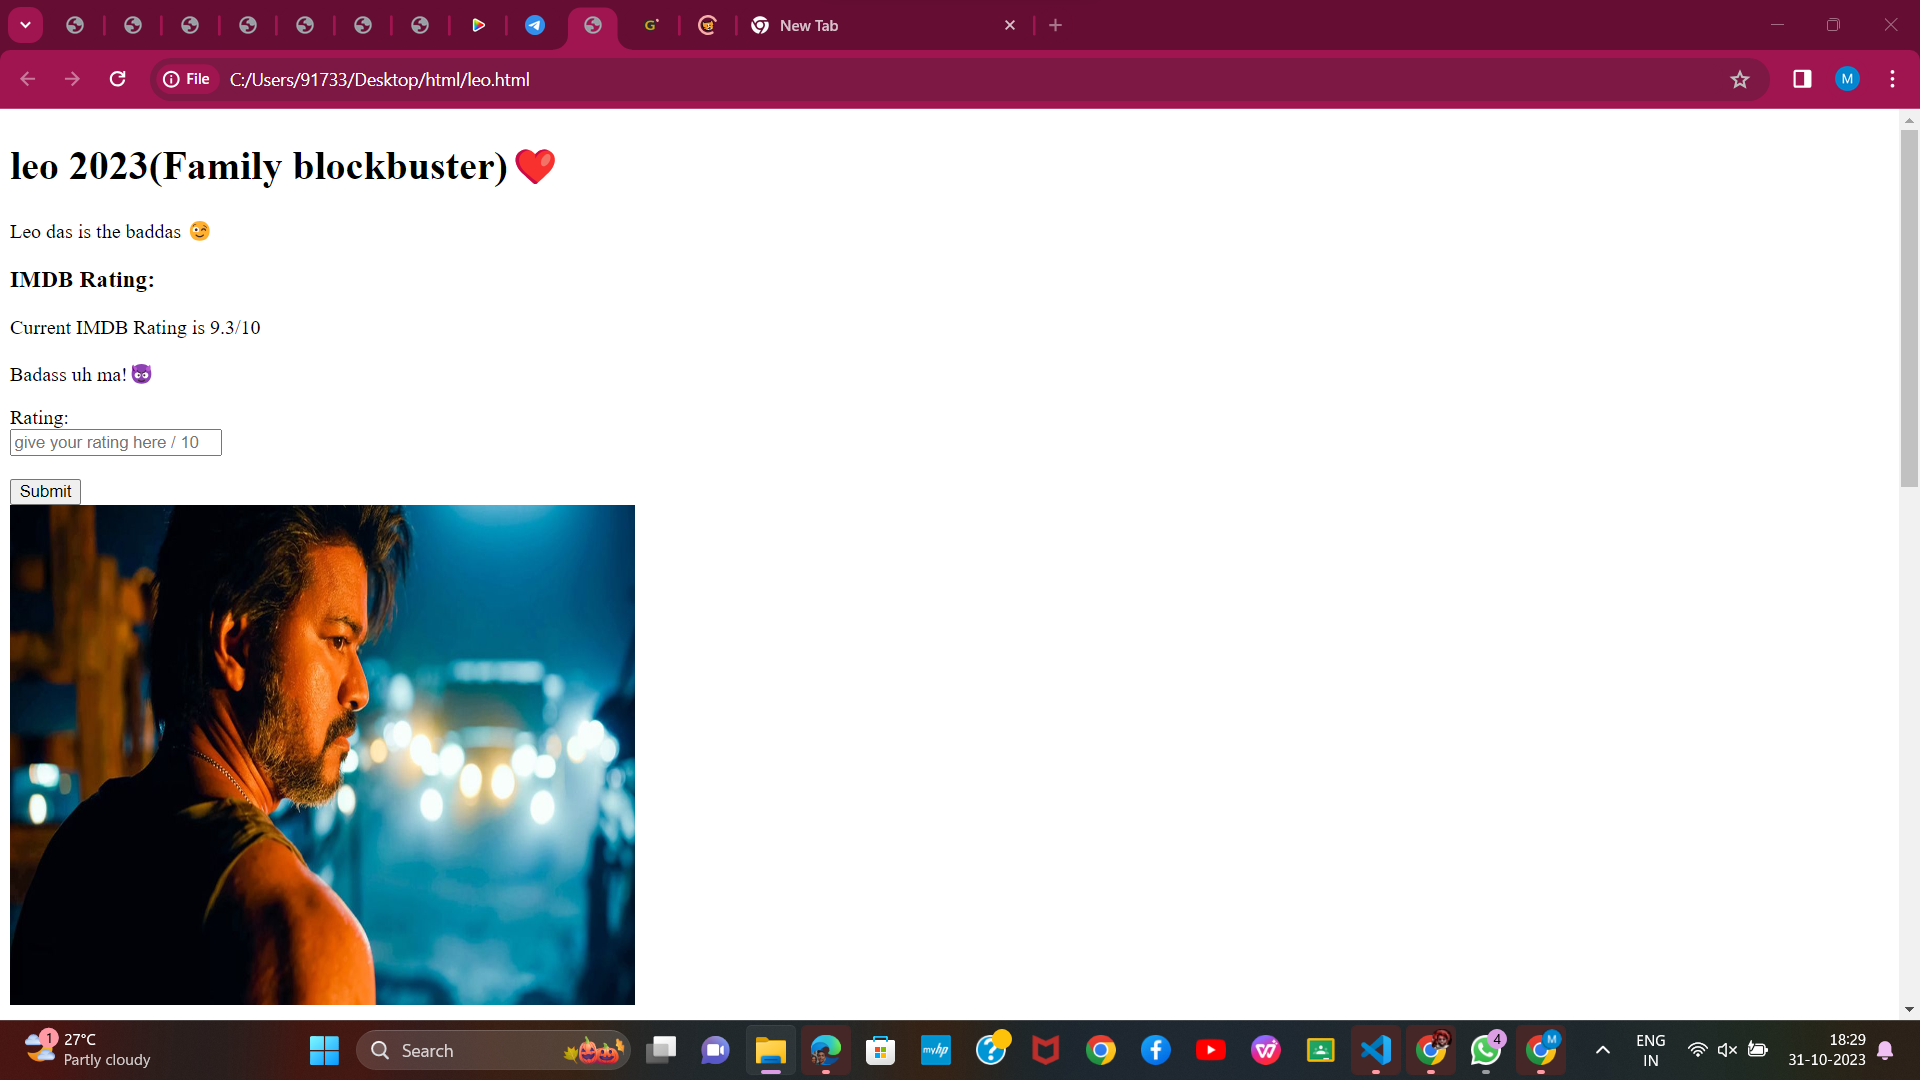 New Tab
File C:/Users/91733/Desktop/html/leo.html
M
leo 2023(Family blockbuster)❤️
Leo das is the baddas 😉
IMDB Rating:
Current IMDB Rating is 9.3/10
Badass uh ma!😈
Rating:
give your rating here / 10
Submit
1
27°C
Partly cloudy
Search
myhp
4
M
ENG
IN
18:29
31-10-2023